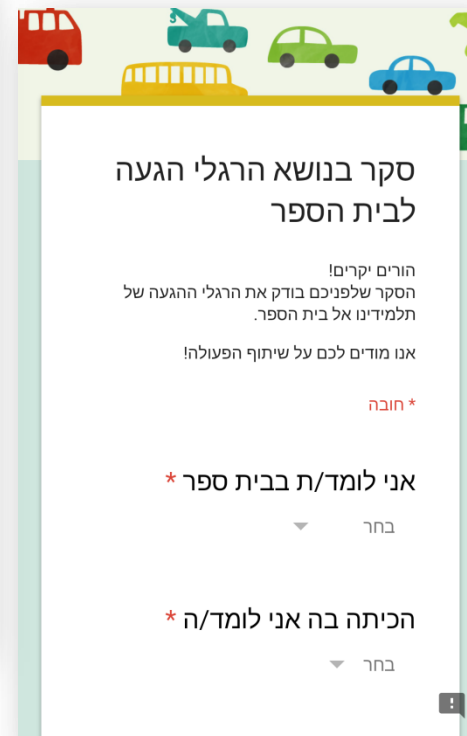 סקר בנושא הרגלי הגעה
לבית הספר
הורים יקרים!
הסקר שלפניכם בודק את הרגלי ההגעה של
תלמידינו אל בית הספר.
אנו מודים לכם על שיתוף הפעולה!
* חובה
אני לומד/ת בבית ספר *
בחר
הכיתה בה אני לומד/ה *
בחר